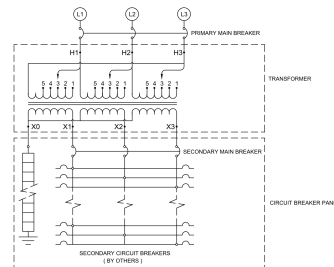 L1 L2 L3
PRIMARY MAIN BREAKER
H1 H2 H3
TRANSFORMER
5 4 3 2 1 5 4 3 2 1 5 4 3 2 1
X0 X1 X2 X3
SECONDARY MAIN BREAKER
CIRCUIT BREAKER PAN
SECONDARY CIRCUIT BREAKERS
( BY OTHERS )